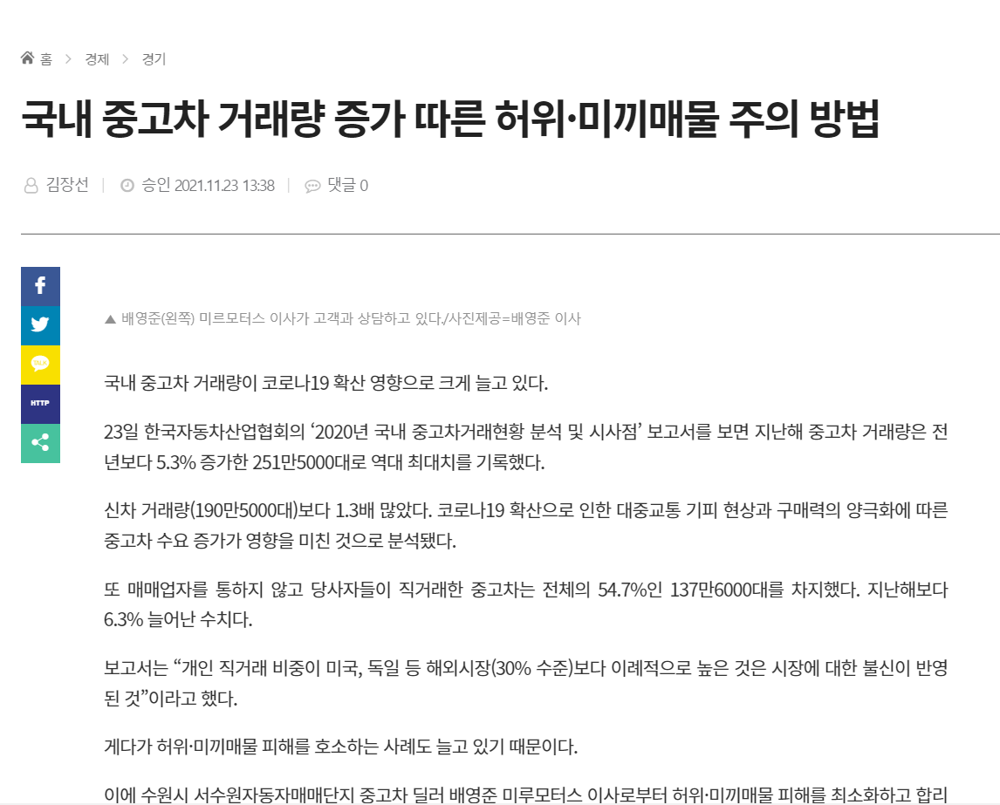 홈 > 경제 > 경기
국내 중고차 거래량 증가 따른 허위·미끼매물 주의 방법
김장선 | 승인 2021.11.23 13:38 | 댓글 0
f
TALK
HTTP
▲ 배영준(왼쪽) 미르모터스 이사가 고객과 상담하고 있다./사진제공=배영준 이사
국내 중고차 거래량이 코로나19 확산 영향으로 크게 늘고 있다.
23일 한국자동차산업협회의 ‘2020년 국내 중고차거래현황 분석 및 시사점’ 보고서를 보면 지난해 중고차 거래량은 전
년보다 5.3% 증가한 251만5000대로 역대 최대치를 기록했다.
신차 거래량(190만5000대)보다 1.3배 많았다. 코로나19 확산으로 인한 대중교통 기피 현상과 구매력의 양극화에 따른
중고차 수요 증가가 영향을 미친 것으로 분석됐다.
또 매매업자를 통하지 않고 당사자들이 직거래한 중고차는 전체의 54.7%인 137만6000대를 차지했다. 지난해보다
6.3% 늘어난 수치다.
보고서는 “개인 직거래 비중이 미국, 독일 등 해외시장(30% 수준)보다 이례적으로 높은 것은 시장에 대한 불신이 반영
된 것”이라고 했다.
게다가 허위·미끼매물 피해를 호소하는 사례도 늘고 있기 때문이다.
이에 수원시 서수원자동자매매단지 중고차 딜러 배영준 미루모터스 이사로부터 허위·미끼매물 피해를 최소화하고 합리